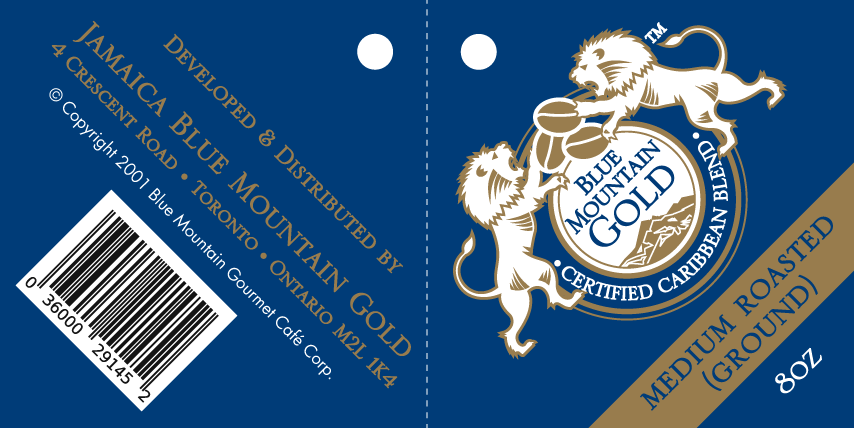 DEVELOPED & DISTRIBUTED BY
JAMAICA BLUE MOUNTAIN GOLD
4 CRESCENT ROAD • TORONTO • ONTARIO M2L 1K4
© Copyright 2001 Blue Mountain Gourmet Café Corp.
0 36000 29145 2
TM
BLUE
MOUNTAIN
GOLD
• CERTIFIED CARIBBEAN BLEND •
MEDIUM ROASTED
(GROUND)
8OZ